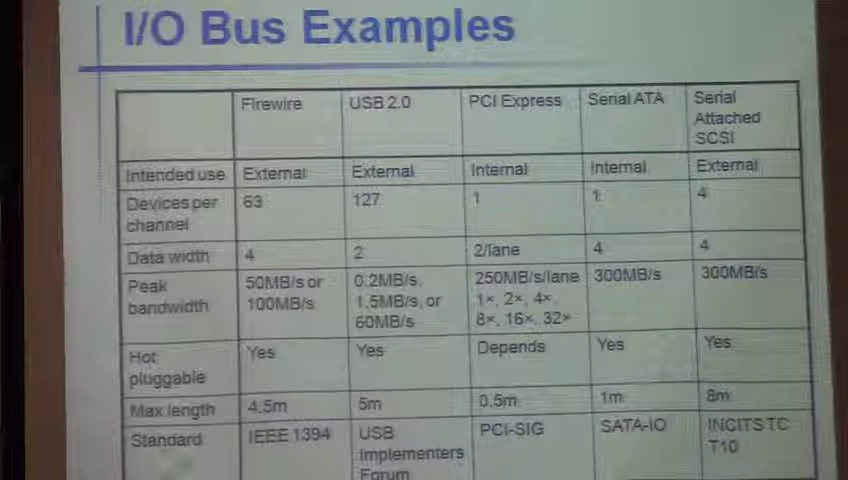 I/O Bus Examples
Firewire USB 2.0 PCI Express Serial ATA Serial Attached SCSI
Intended use External External Internal Internal External
Devices per channel 63 127 1 1 4
Data width 4 2 2/lane 4 4
Peak bandwidth 50MB/s or 100MB/s 0.2MB/s, 1.5MB/s, or 60MB/s 250MB/s/lane 1×, 2×, 4×, 8×, 16×, 32× 300MB/s 300MB/s
Hot pluggable Yes Yes Depends Yes Yes
Max length 4.5m 5m 0.5m 1m 8m
Standard IEEE 1394 USB Implementers Forum PCI-SIG SATA-IO INCITS TC T10